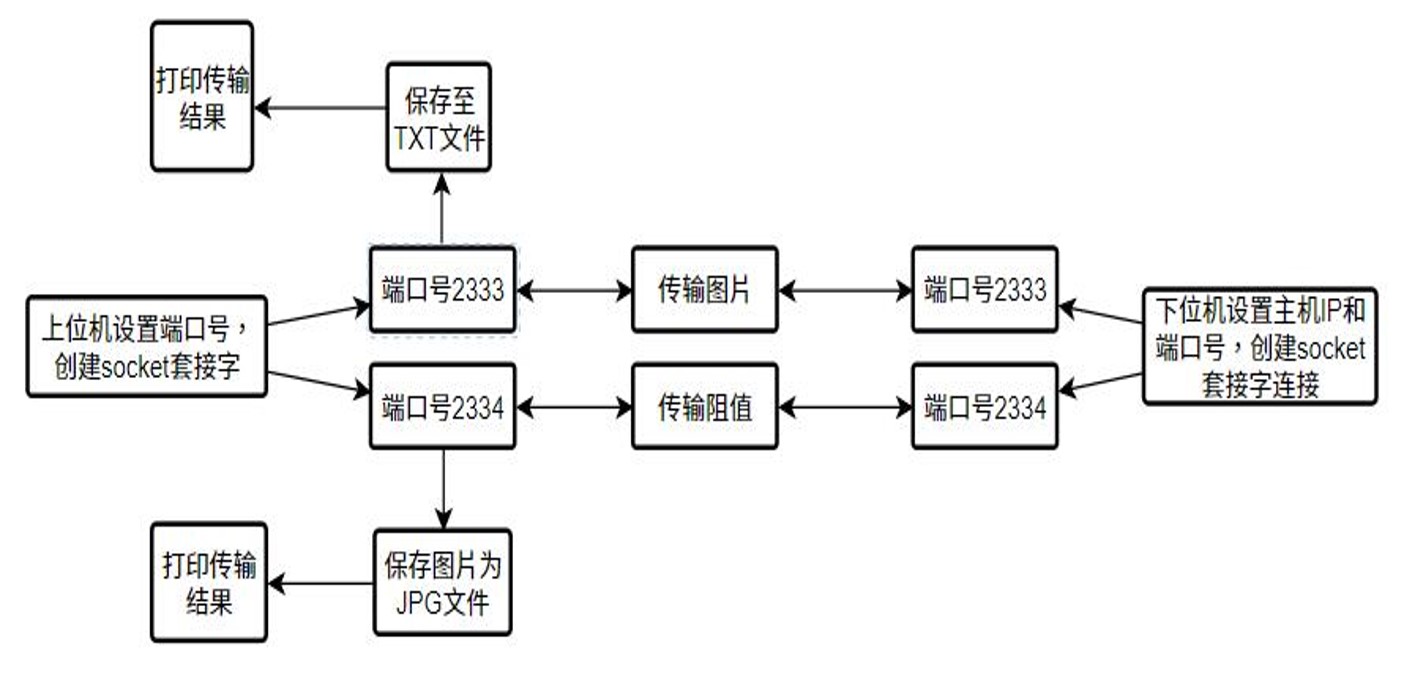 打印传输
结果
保存至
TXT文件
端口号2333
传输图片
端口号2333
上位机设置端口号，
创建socket套接字
下位机设置主机IP和
端口号，创建socket
套接字连接
端口号2334
传输阻值
端口号2334
打印传输
结果
保存图片为
JPG文件